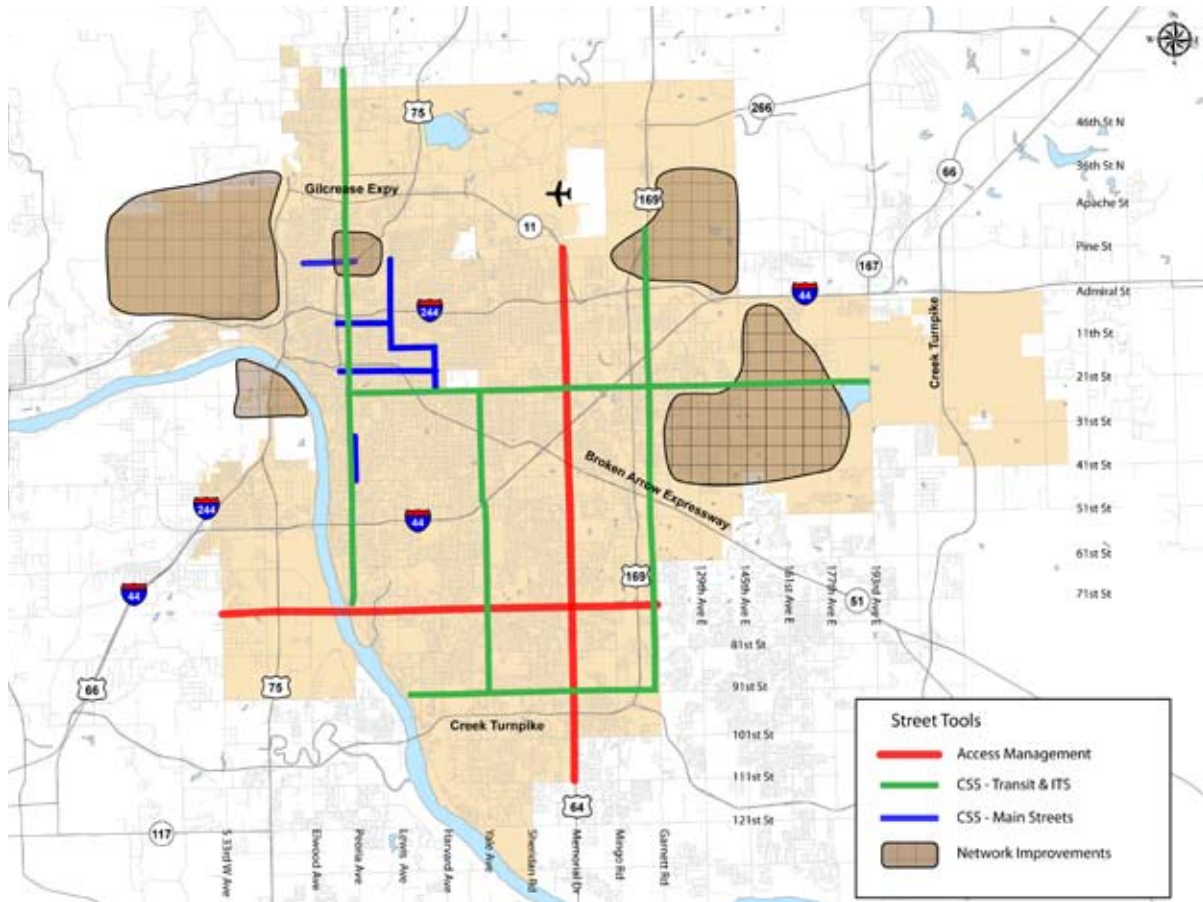 N
W
E
S
75
266
46th St N
36th St N
66
Gilcrease Expy
169
Apache St
11
Pine St
167
Admiral St
44
244
11th St
Creek Turnpike
21st St
31st St
41st St
Broken Arrow Expressway
244
44
51st St
61st St
44
169
129th Ave E
145th Ave E
161st Ave E
177th Ave E
193rd Ave E
71st St
51
81st St
66
75
91st St
Creek Turnpike
101st St
111st St
64
121st St
117
S 33rd W Ave
Elwood Ave
Peoria Ave
Lewis Ave
Harvard Ave
Yale Ave
Sheridan Rd
Memorial Dr
Mingo Rd
Garnett Rd
Street Tools
Access Management
CSS - Transit & ITS
CSS - Main Streets
Network Improvements